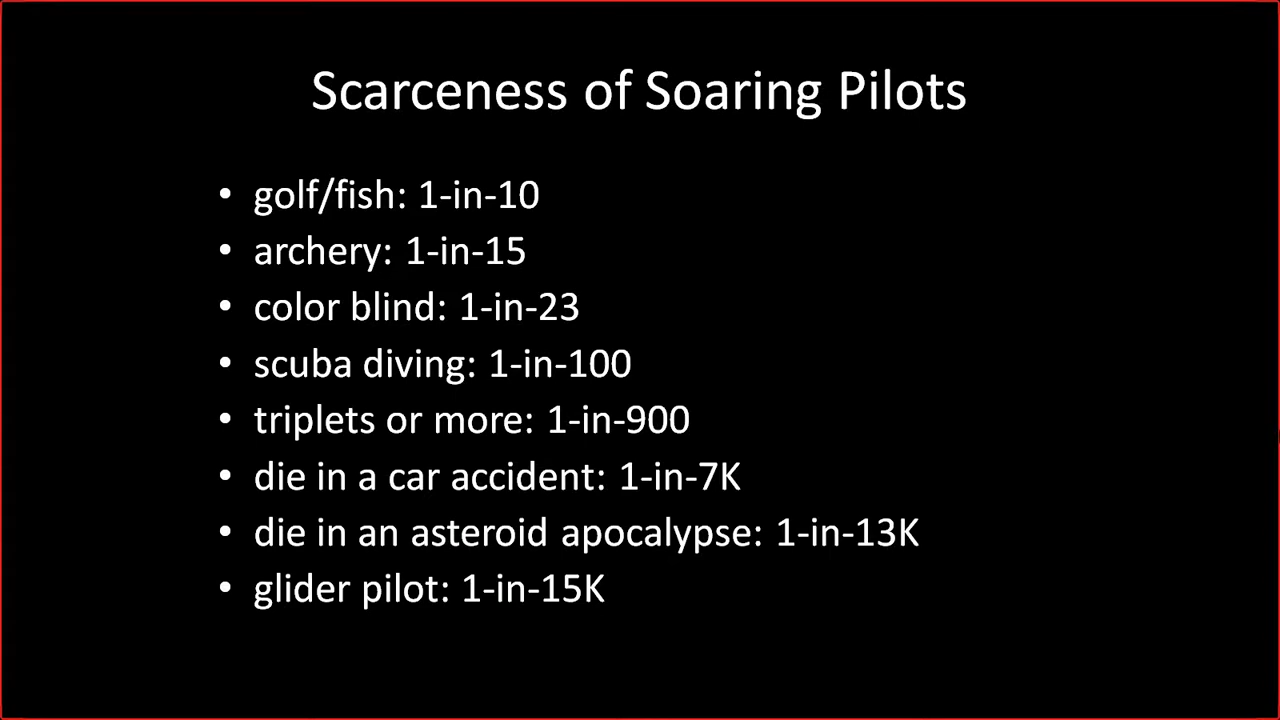 Scarceness of Soaring Pilots
• golf/fish: 1-in-10
• archery: 1-in-15
• color blind: 1-in-23
• scuba diving: 1-in-100
• triplets or more: 1-in-900
• die in a car accident: 1-in-7K
• die in an asteroid apocalypse: 1-in-13K
• glider pilot: 1-in-15K